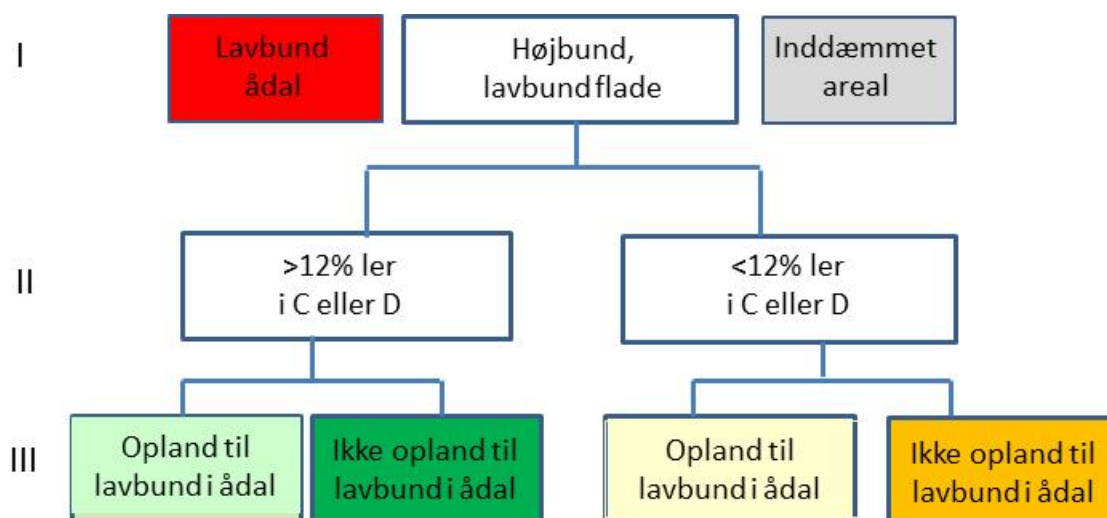 I
Lavbund
ådal
Højbund,
lavbund flade
Inddæmmet
areal
II
>12% ler
i C eller D
<12% ler
i C eller D
III
Opland til
lavbund i ådal
Ikke opland til
lavbund i ådal
Opland til
lavbund i ådal
Ikke opland til
lavbund i ådal